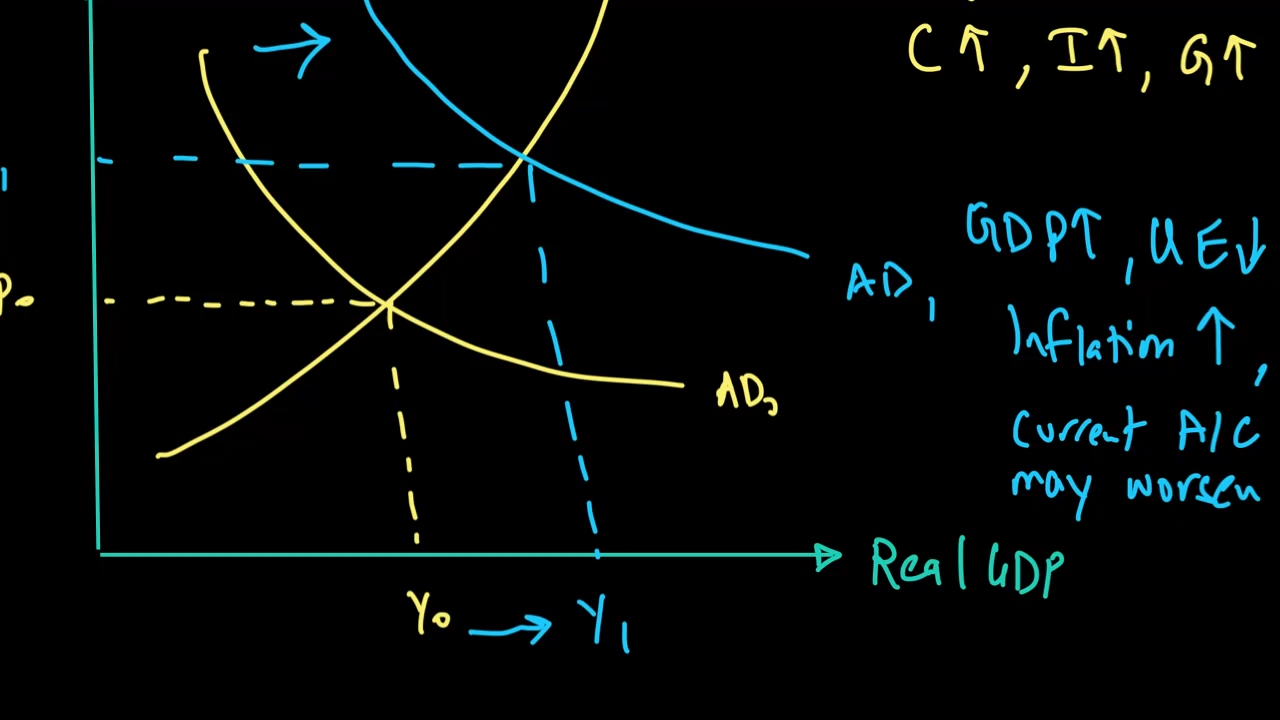 C↑, I↑, G↑
GDP↑, UE↓
AD₁
Inflation ↑,
P₀
AD₀
Current A/C
may worsen
Real GDP
Y₀ → Y₁